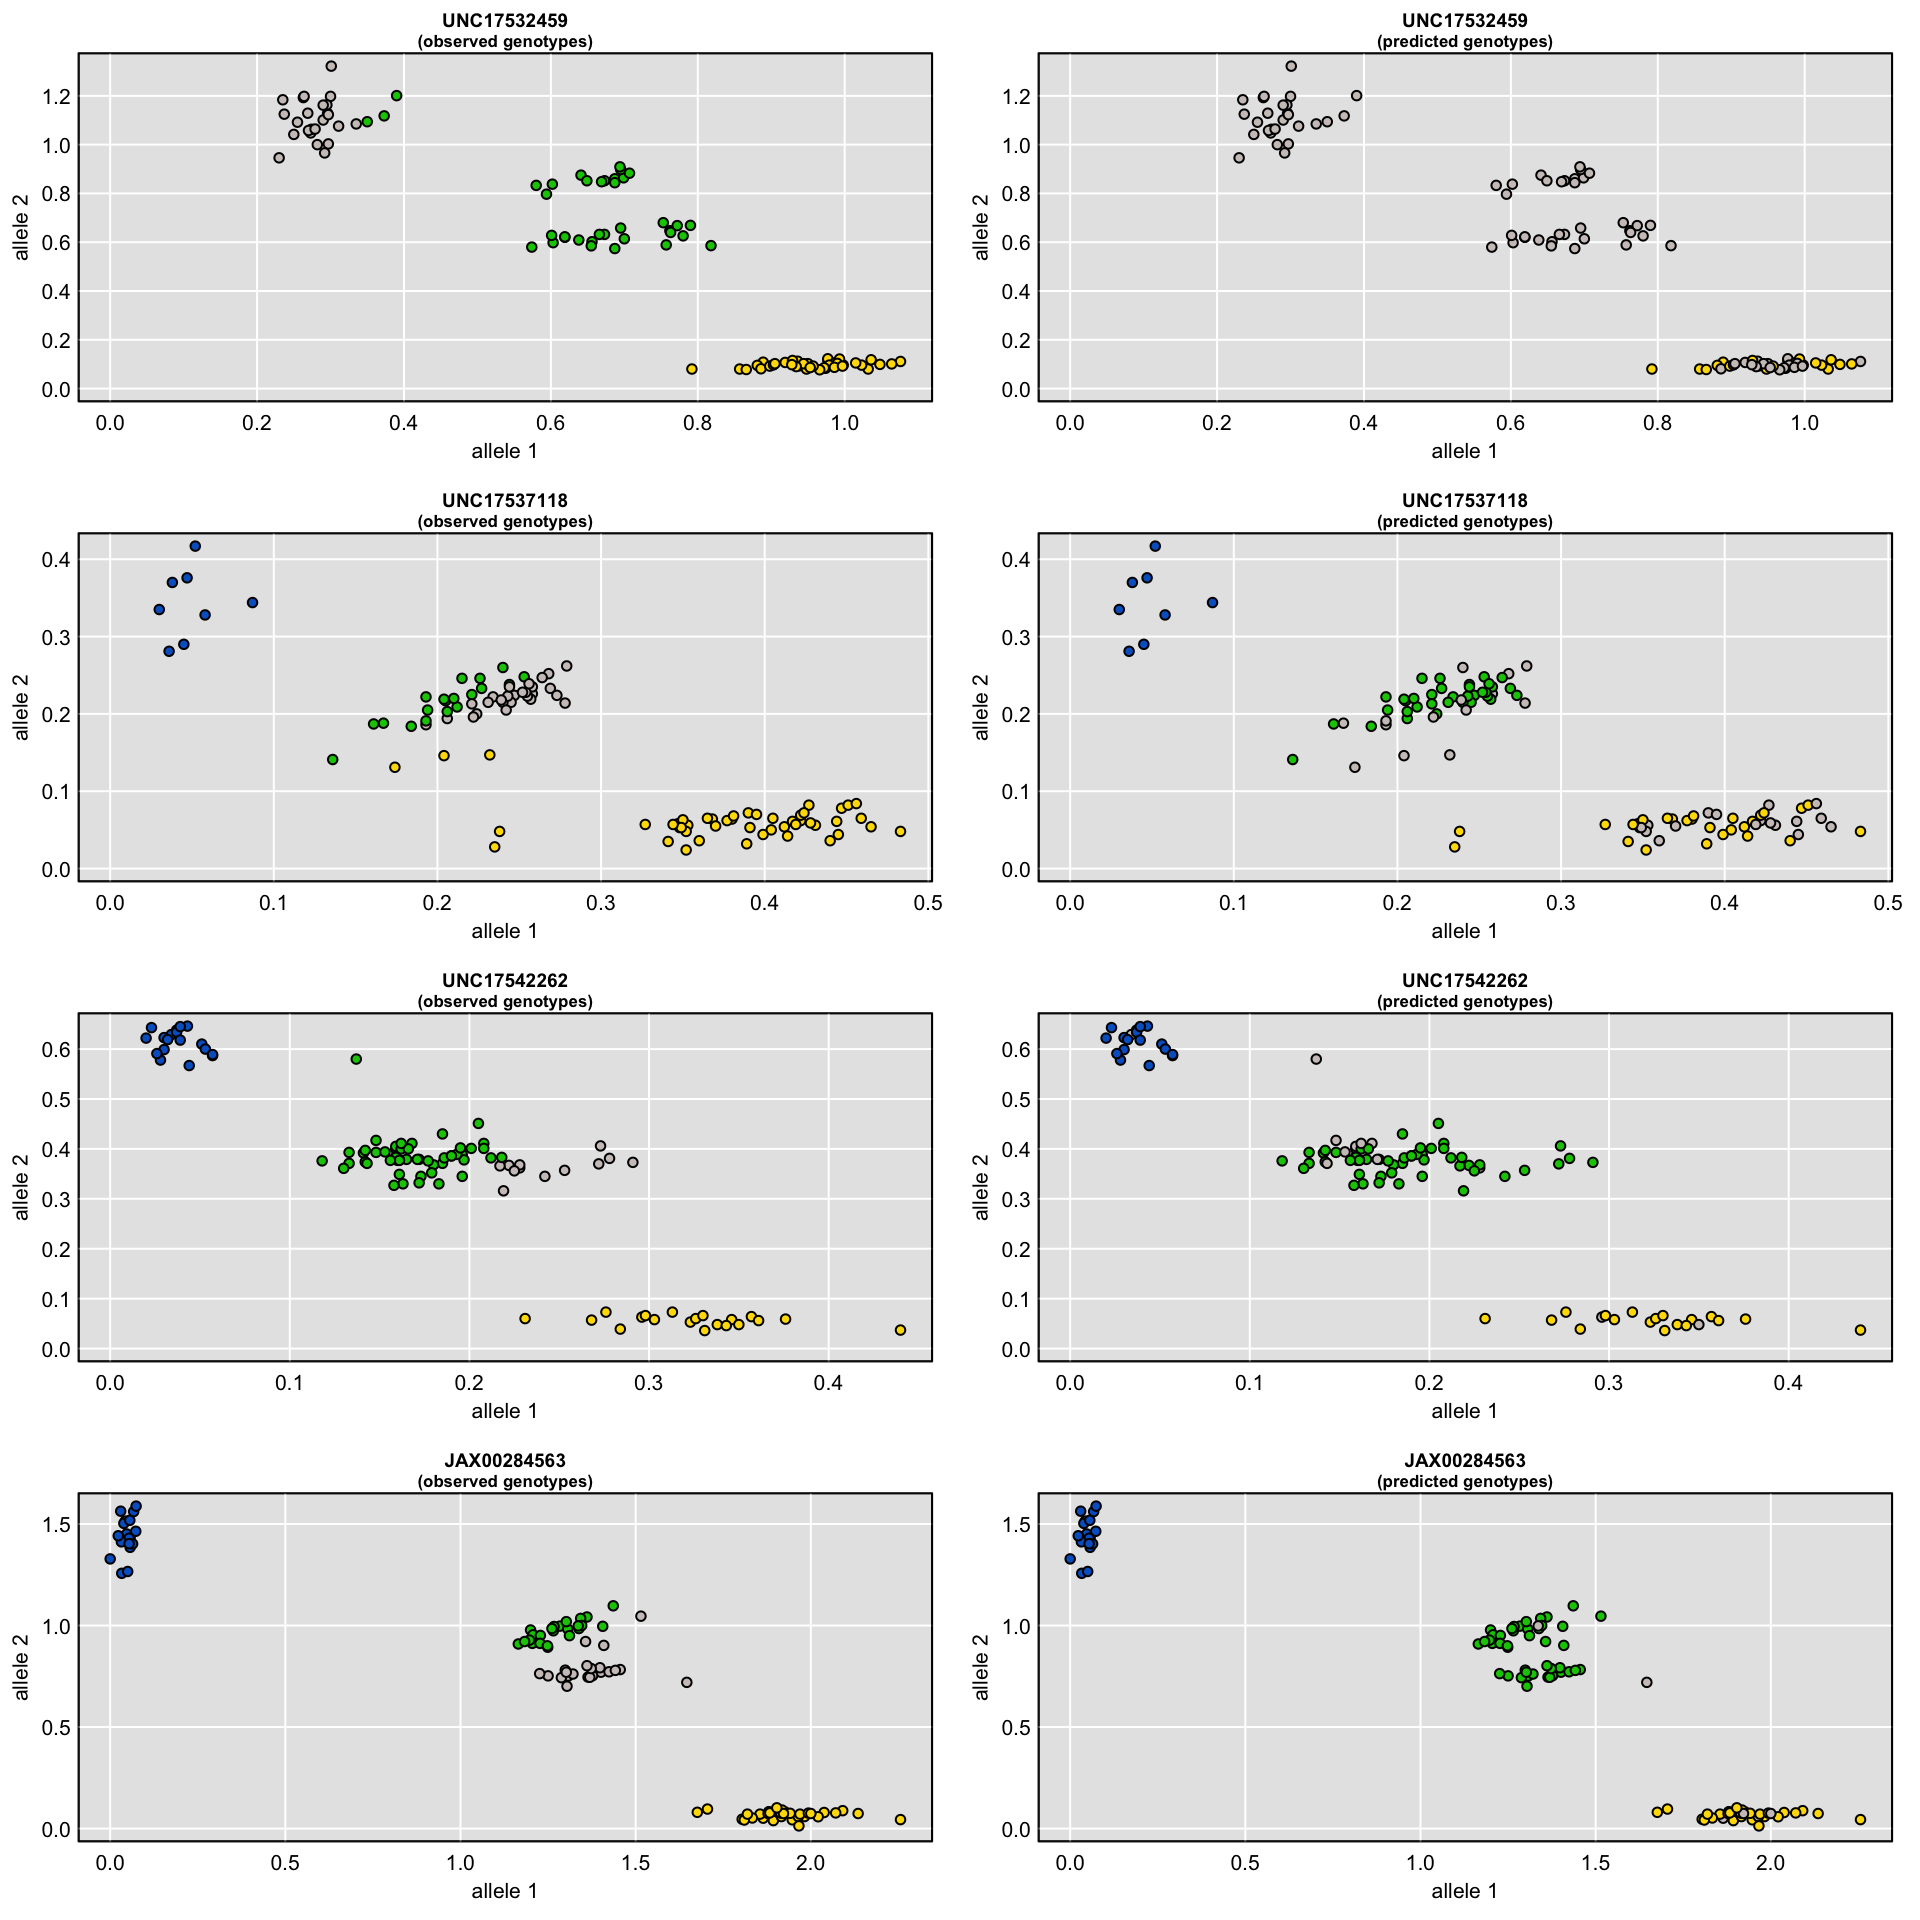 UNC17532459
(observed genotypes)
allele 2
1.2
1.0
0.8
0.6
0.4
0.2
0.0
0.0 0.2 0.4 0.6 0.8 1.0
allele 1
UNC17532459
(predicted genotypes)
allele 2
1.2
1.0
0.8
0.6
0.4
0.2
0.0
0.0 0.2 0.4 0.6 0.8 1.0
allele 1
UNC17537118
(observed genotypes)
allele 2
0.4
0.3
0.2
0.1
0.0
0.0 0.1 0.2 0.3 0.4 0.5
allele 1
UNC17537118
(predicted genotypes)
allele 2
0.4
0.3
0.2
0.1
0.0
0.0 0.1 0.2 0.3 0.4 0.5
allele 1
UNC17542262
(observed genotypes)
allele 2
0.6
0.5
0.4
0.3
0.2
0.1
0.0
0.0 0.1 0.2 0.3 0.4
allele 1
UNC17542262
(predicted genotypes)
allele 2
0.6
0.5
0.4
0.3
0.2
0.1
0.0
0.0 0.1 0.2 0.3 0.4
allele 1
JAX00284563
(observed genotypes)
allele 2
1.5
1.0
0.5
0.0
0.0 0.5 1.0 1.5 2.0
allele 1
JAX00284563
(predicted genotypes)
allele 2
1.5
1.0
0.5
0.0
0.0 0.5 1.0 1.5 2.0
allele 1